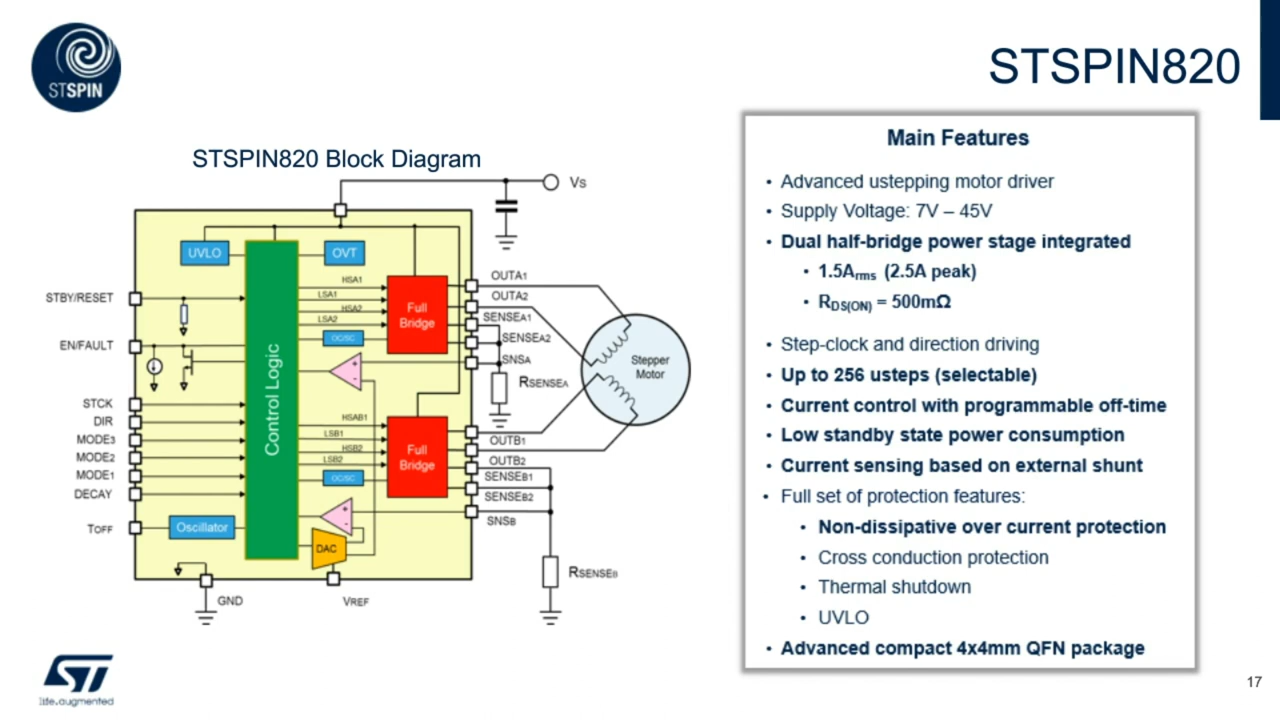 STSPIN
STSPIN820
STSPIN820 Block Diagram
Vs
UVLO
OVT
STBY/RESET
EN/FAULT
STCK
DIR
MODE3
MODE2
MODE1
DECAY
TOFF
Control Logic
Oscillator
HSA1
LSA1
HSA2
LSA2
OC/SC
Full
Bridge
HSAB1
LSB1
HSB2
LSB2
OC/SC
Full
Bridge
DAC
GND
VREF
OUTA1
OUTA2
SENSEA1
SENSEA2
SNSA
RSENSEA
Stepper
Motor
OUTB1
OUTB2
SENSEB1
SENSEB2
SNSB
RSENSEB
Main Features
• Advanced ustepping motor driver
• Supply Voltage: 7V – 45V
• Dual half-bridge power stage integrated
• 1.5Arms (2.5A peak)
• RDS(ON) = 500mΩ
• Step-clock and direction driving
• Up to 256 usteps (selectable)
• Current control with programmable off-time
• Low standby state power consumption
• Current sensing based on external shunt
• Full set of protection features:
• Non-dissipative over current protection
• Cross conduction protection
• Thermal shutdown
• UVLO
• Advanced compact 4x4mm QFN package
ST
life.augmented
17